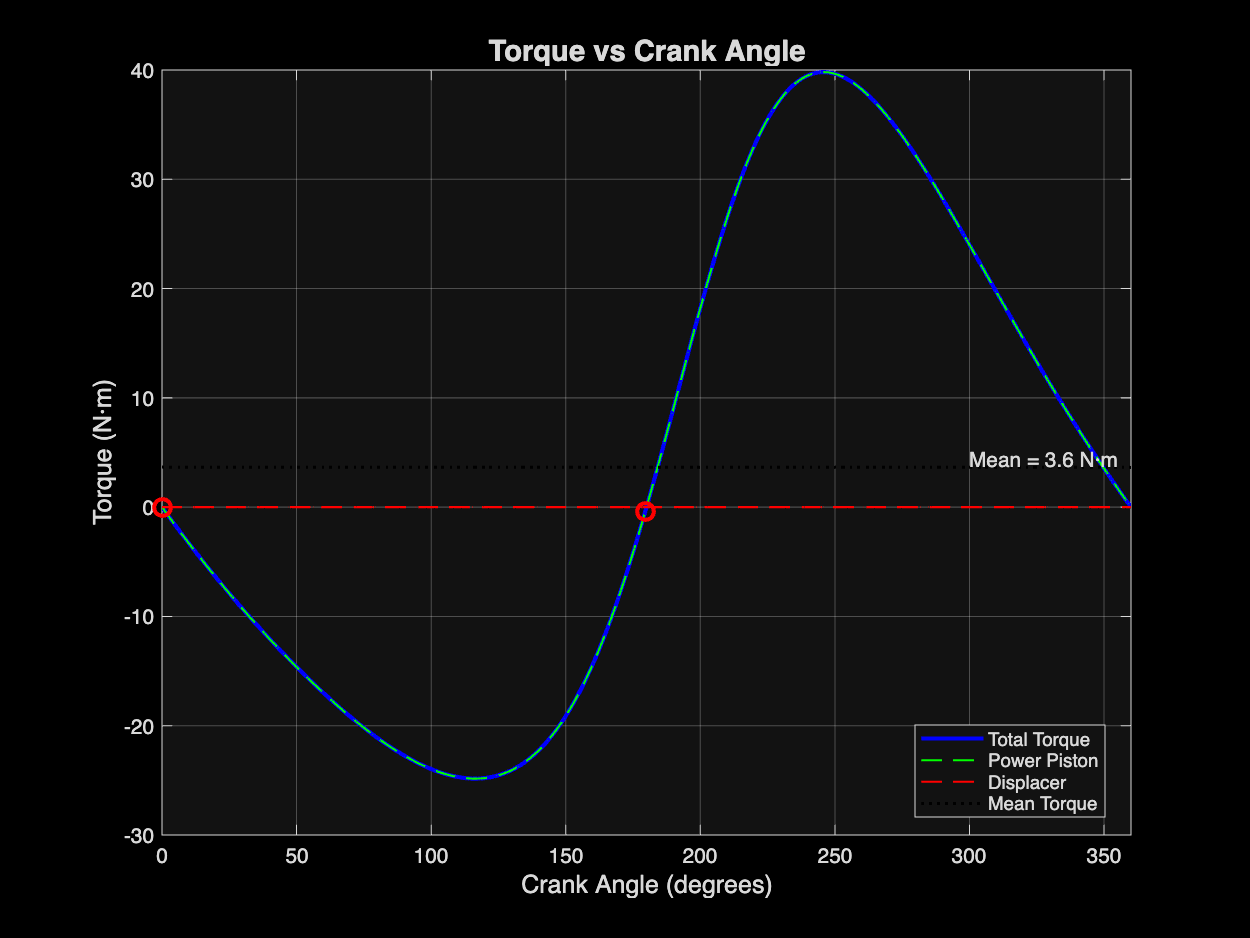 Torque vs Crank Angle
40
30
20
10
0
-10
-20
-30
Torque (N·m)
Mean = 3.6 N·m
Total Torque
Power Piston
Displacer
Mean Torque
0 50 100 150 200 250 300 350
Crank Angle (degrees)